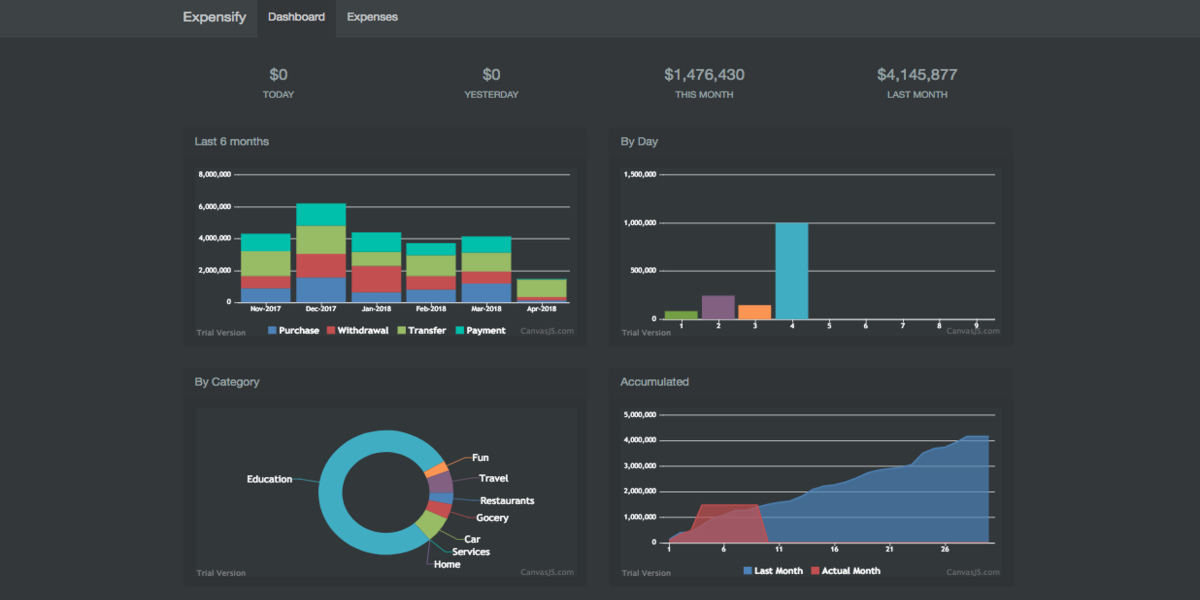 Expensify Dashboard Expenses
$0 $0 $1,476,430 $4,145,877
TODAY YESTERDAY THIS MONTH LAST MONTH
Last 6 months
8,000,000
6,000,000
4,000,000
2,000,000
0
Nov-2017 Dec-2017 Jan-2018 Feb-2018 Mar-2018 Apr-2018
Purchase Withdrawal Transfer Payment
Trial Version CanvasJS.com
By Day
1,500,000
1,000,000
500,000
0
1 2 3 4 5 6 7 8 9
Trial Version CanvasJS.com
By Category
Fun
Education Travel
Restaurants
Gocery
Car
Services
Home
Trial Version CanvasJS.com
Accumulated
5,000,000
4,000,000
3,000,000
2,000,000
1,000,000
0
1 6 11 16 21 26
Last Month Actual Month
Trial Version CanvasJS.com